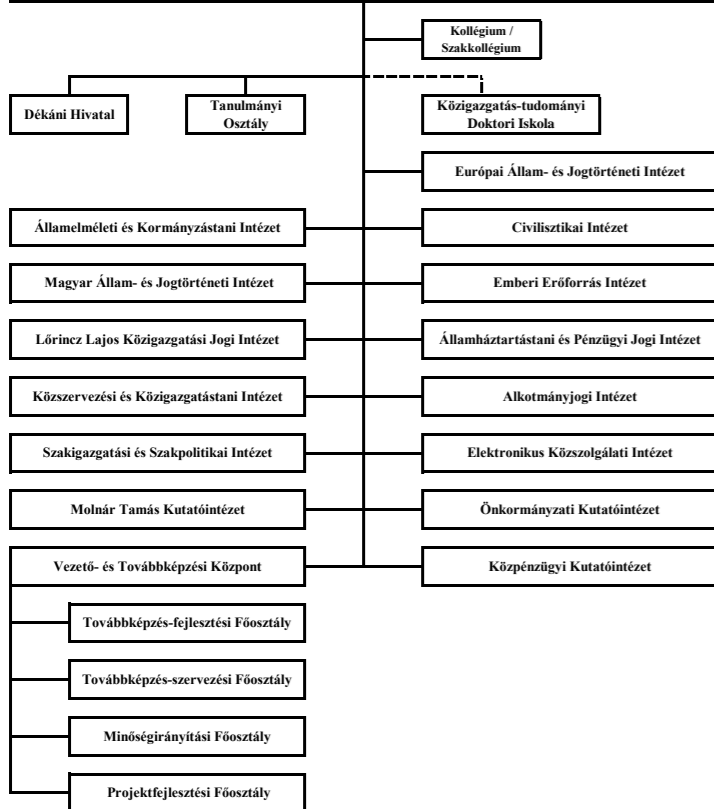 Kollégium /
Szakkollégium
Dékáni Hivatal
Tanulmányi
Osztály
Közigazgatás-tudományi
Doktori Iskola
Európai Állam- és Jogtörténeti Intézet
Államelméleti és Kormányzástani Intézet
Civilisztikai Intézet
Magyar Állam- és Jogtörténeti Intézet
Emberi Erőforrás Intézet
Lőrincz Lajos Közigazgatási Jogi Intézet
Államháztartástani és Pénzügyi Jogi Intézet
Közszervezési és Közigazgatástani Intézet
Alkotmányjogi Intézet
Szakigazgatási és Szakpolitikai Intézet
Elektronikus Közszolgálati Intézet
Molnár Tamás Kutatóintézet
Önkormányzati Kutatóintézet
Vezető- és Továbbképzési Központ
Közpénzügyi Kutatóintézet
Továbbképzés-fejlesztési Főosztály
Továbbképzés-szervezési Főosztály
Minőségirányítási Főosztály
Projektfejlesztési Főosztály